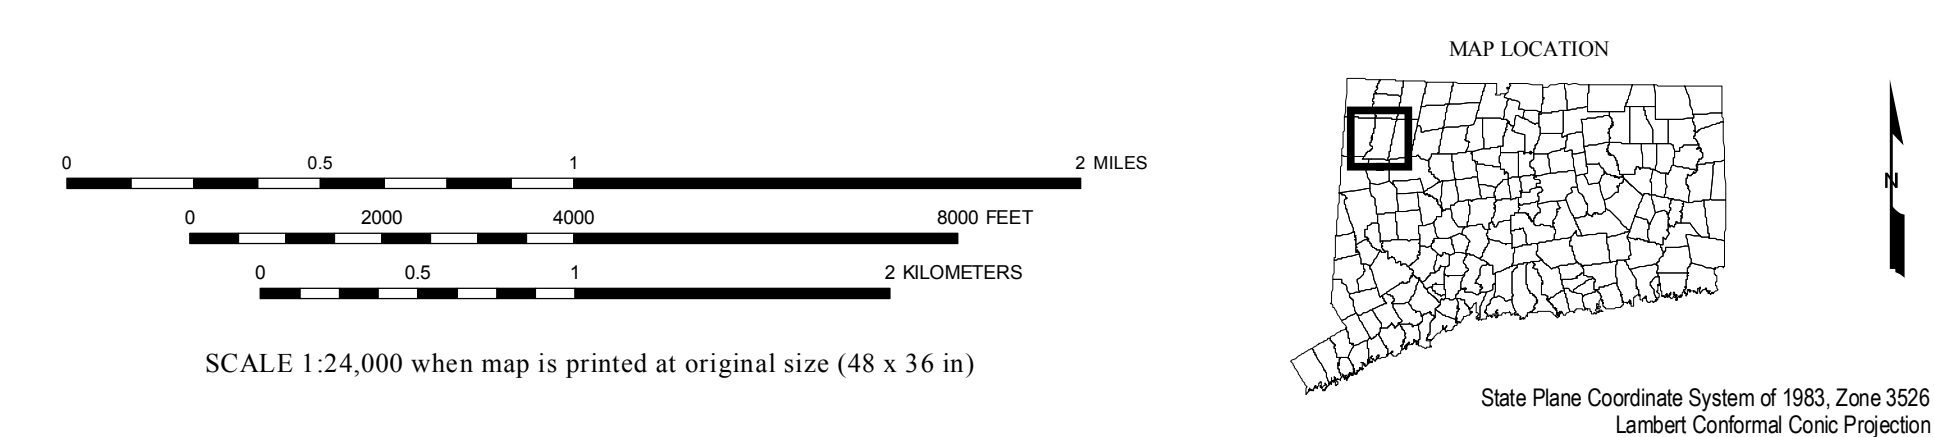 MAP LOCATION
0 0.5 1 2 MILES
0 2000 4000 8000 FEET
0 0.5 1 2 KILOMETERS
SCALE 1:24,000 when map is printed at original size (48 x 36 in)
N
State Plane Coordinate System of 1983, Zone 3526
Lambert Conformal Conic Projection